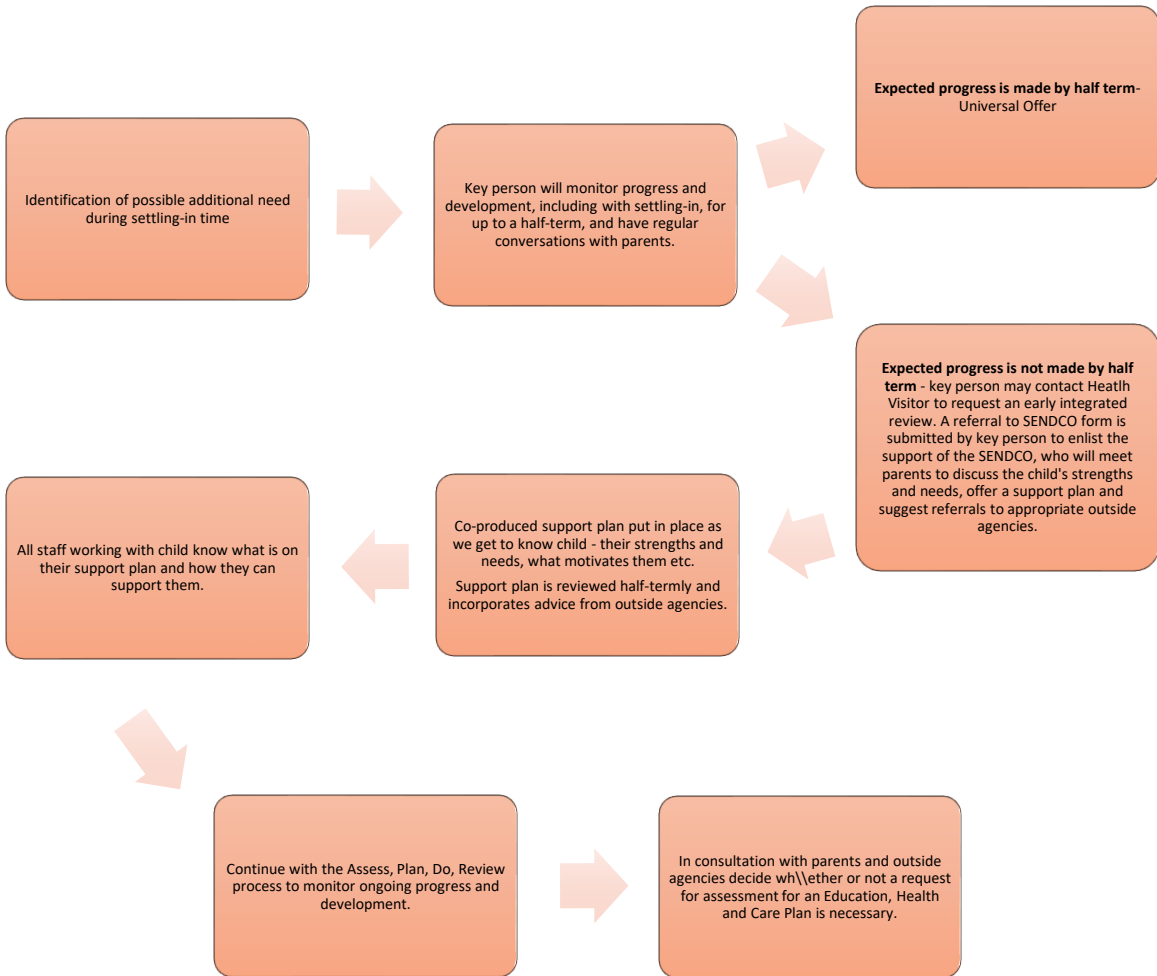 Identification of possible additional need
during settling-in time
Key person will monitor progress and
development, including with settling-in, for
up to a half-term, and have regular
conversations with parents.
Expected progress is made by half term-
Universal Offer
Expected progress is not made by half
term - key person may contact Heatlh
Visitor to request an early integrated
review. A referral to SENDCO form is
submitted by key person to enlist the
support of the SENDCO, who will meet
parents to discuss the child's strengths
and needs, offer a support plan and
suggest referrals to appropriate outside
agencies.
Co-produced support plan put in place as
we get to know child - their strengths and
needs, what motivates them etc.
Support plan is reviewed half-termly and
incorporates advice from outside agencies.
All staff working with child know what is on
their support plan and how they can
support them.
Continue with the Assess, Plan, Do, Review
process to monitor ongoing progress and
development.
In consultation with parents and outside
agencies decide wh\\ether or not a request
for assessment for an Education, Health
and Care Plan is necessary.